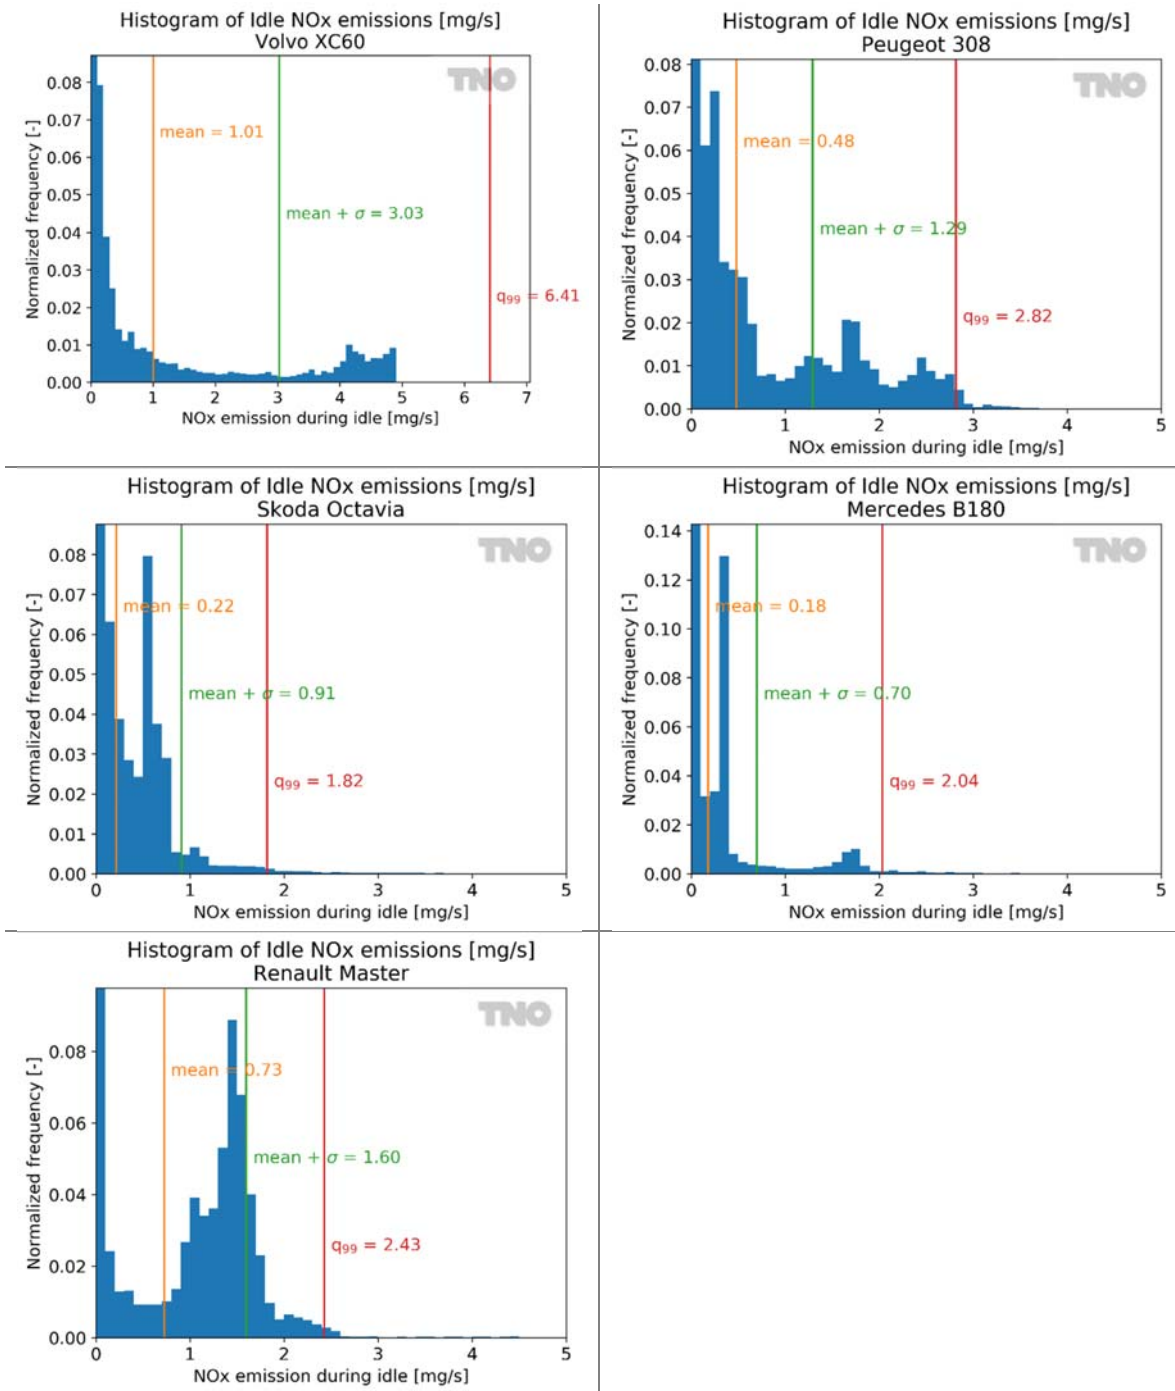 Histogram of Idle NOx emissions [mg/s]
Volvo XC60
TNO
0.08
0.07
0.06
0.05
0.04
0.03
0.02
0.01
0.00
Normalized frequency [-]
mean = 1.01
mean + σ = 3.03
q99 = 6.41
0 1 2 3 4 5 6 7
NOx emission during idle [mg/s]
Histogram of Idle NOx emissions [mg/s]
Peugeot 308
TNO
0.08
0.07
0.06
0.05
0.04
0.03
0.02
0.01
0.00
Normalized frequency [-]
mean = 0.48
mean + σ = 1.29
q99 = 2.82
0 1 2 3 4 5
NOx emission during idle [mg/s]
Histogram of Idle NOx emissions [mg/s]
Skoda Octavia
TNO
0.08
0.07
0.06
0.05
0.04
0.03
0.02
0.01
0.00
Normalized frequency [-]
mean = 0.22
mean + σ = 0.91
q99 = 1.82
0 1 2 3 4 5
NOx emission during idle [mg/s]
Histogram of Idle NOx emissions [mg/s]
Mercedes B180
TNO
0.14
0.12
0.10
0.08
0.06
0.04
0.02
0.00
Normalized frequency [-]
mean = 0.18
mean + σ = 0.70
q99 = 2.04
0 1 2 3 4 5
NOx emission during idle [mg/s]
Histogram of Idle NOx emissions [mg/s]
Renault Master
TNO
0.08
0.06
0.04
0.02
0.00
Normalized frequency [-]
mean = 0.73
mean + σ = 1.60
q99 = 2.43
0 1 2 3 4 5
NOx emission during idle [mg/s]